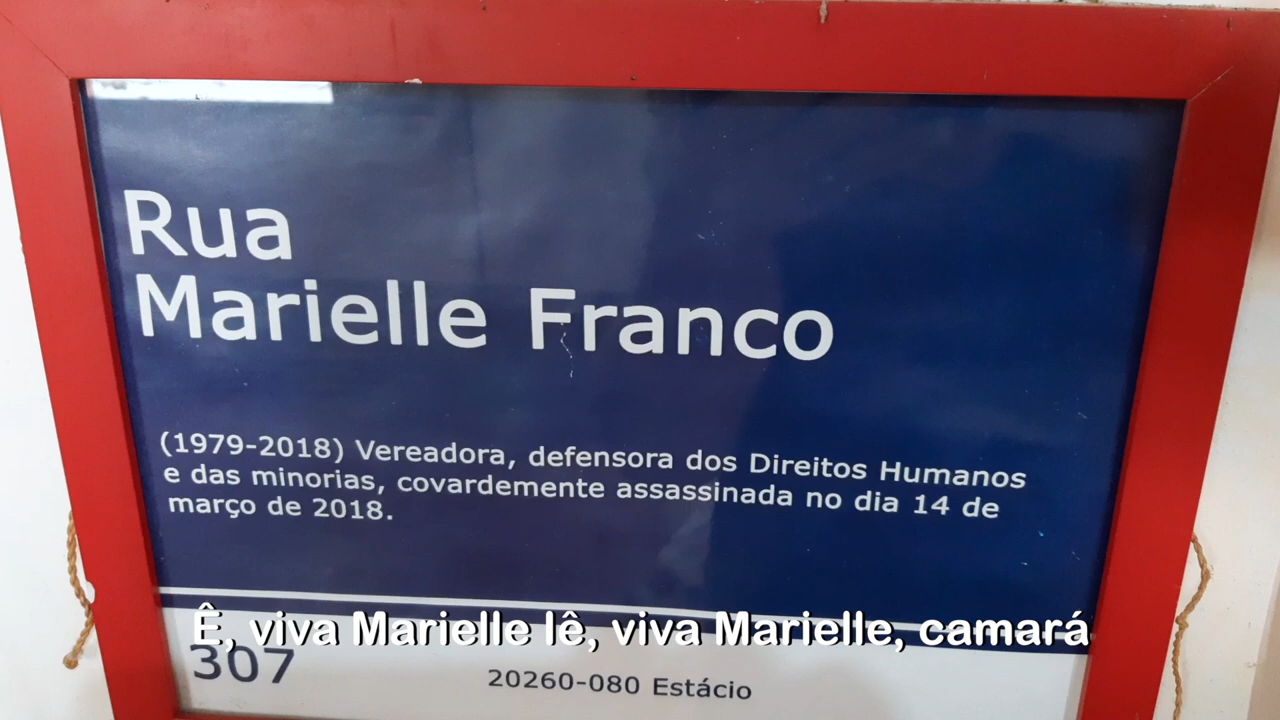 Rua
Marielle Franco
(1979-2018) Vereadora, defensora dos Direitos Humanos
e das minorias, covardemente assassinada no dia 14 de
março de 2018.
Ê, viva Marielle Iê, viva Marielle, camará
307
20260-080 Estácio